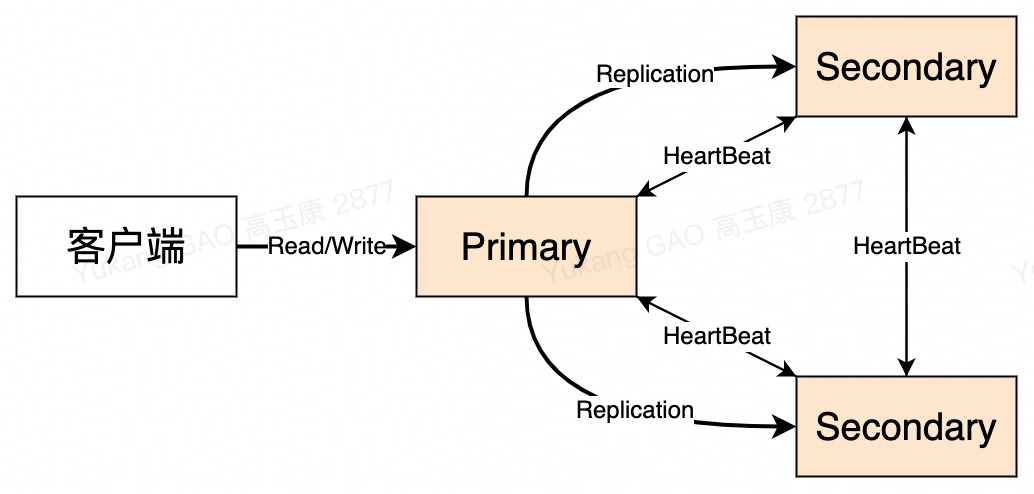 Replication
Secondary
HeartBeat
客户端
Read/Write
Primary
HeartBeat
HeartBeat
Replication
Secondary
Yukang GAO 高玉康 2877
Yukang GAO 高玉康 2877